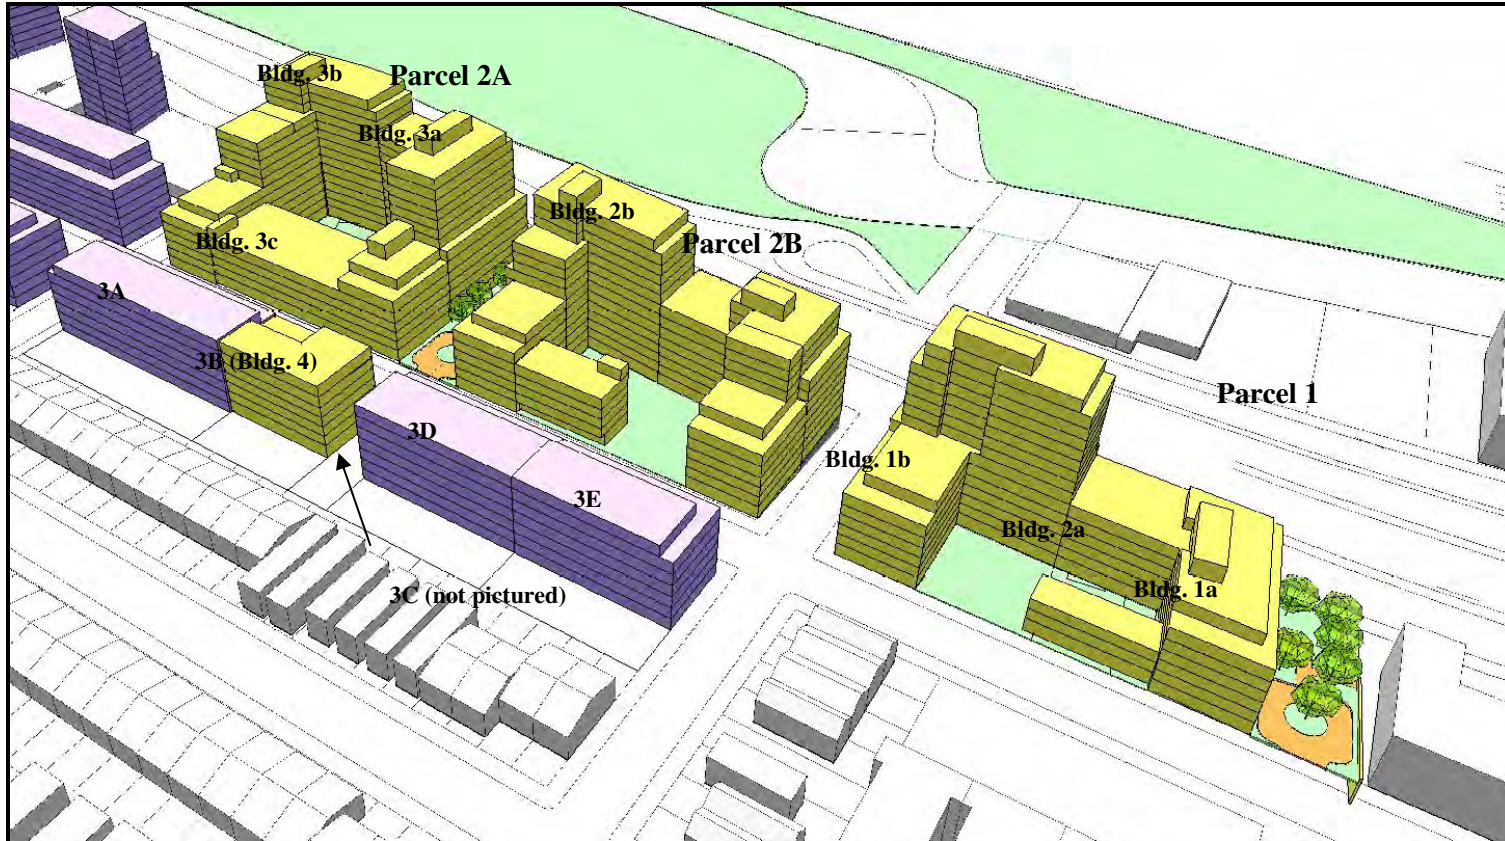 Bldg. 3b
Parcel 2A
Bldg. 3a
Bldg. 2b
Bldg. 3c
Parcel 2B
3A
3B (Bldg. 4)
Parcel 1
3D
Bldg. 1b
3E
Bldg. 2a
Bldg. 1a
3C (not pictured)